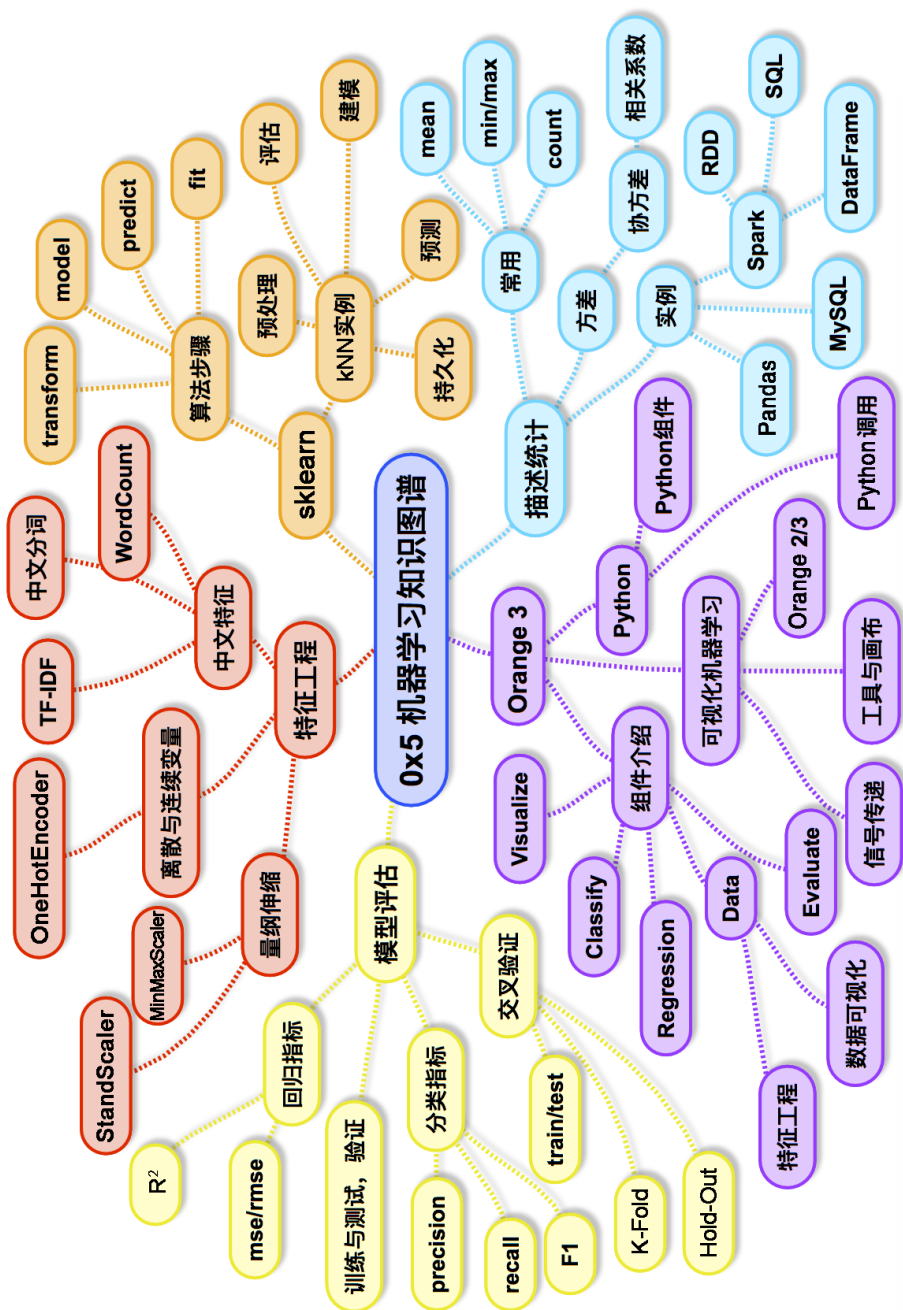 0x5 机器学习知识图谱
sklearn
算法步骤
transform
model
predict
fit
kNN实例
预处理
评估
建模
预测
持久化
描述统计
常用
mean
min/max
count
方差
协方差
相关系数
实例
Pandas
MySQL
Spark
RDD
SQL
DataFrame
特征工程
中文特征
TF-IDF
中文分词
WordCount
离散与连续变量
OneHotEncoder
量纲伸缩
MinMaxScaler
StandScaler
模型评估
回归指标
R²
mse/rmse
训练与测试，验证
分类指标
precision
recall
F1
交叉验证
train/test
K-Fold
Hold-Out
Orange 3
Python
Python组件
Python 调用
可视化机器学习
Orange 2/3
工具与画布
信号传递
组件介绍
Visualize
Classify
Regression
Data
特征工程
数据可视化
Evaluate